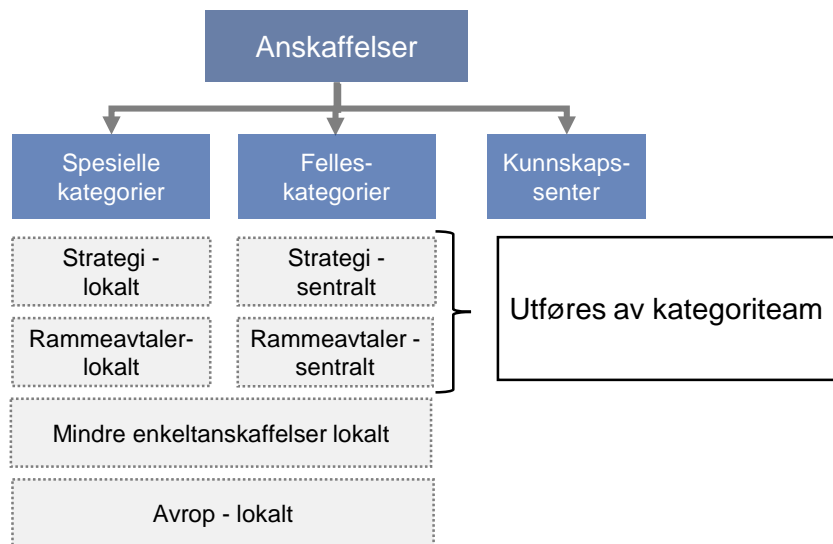 Anskaffelser
Spesielle
kategorier
Felles-
kategorier
Kunnskaps-
senter
Strategi -
lokalt
Strategi -
sentralt
Utføres av kategoriteam
Rammeavtaler-
lokalt
Rammeavtaler -
sentralt
Mindre enkeltanskaffelser lokalt
Avrop - lokalt